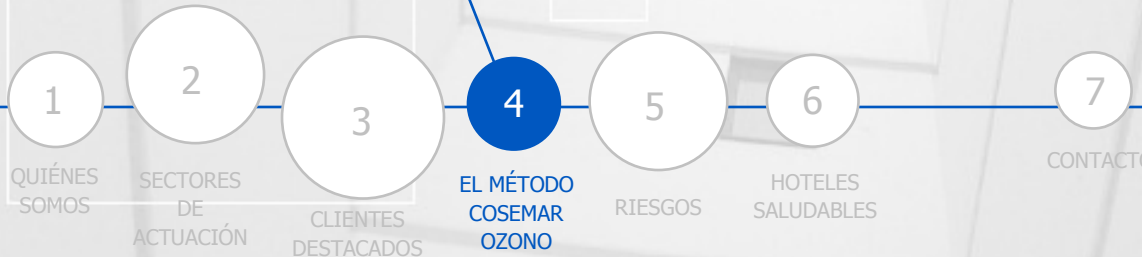 1
QUIÉNES
SOMOS
2
SECTORES
DE
ACTUACIÓN
3
CLIENTES
DESTACADOS
4
EL MÉTODO
COSEMAR
OZONO
5
RIESGOS
6
HOTELES
SALUDABLES
7
CONTACTO